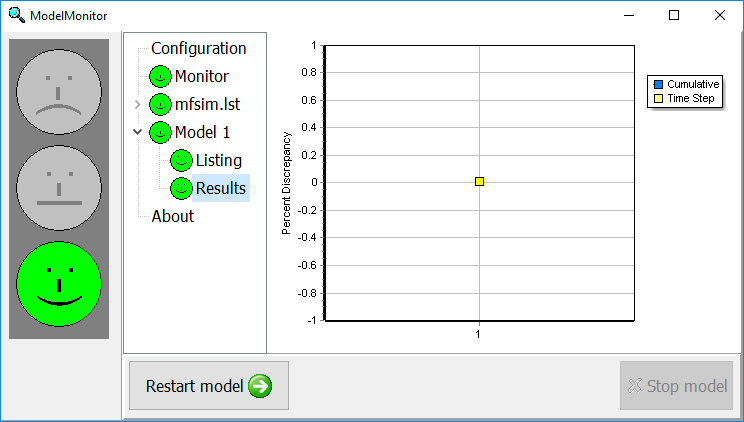 ModelMonitor
Configuration
Monitor
mfsim.lst
Model 1
Listing
Results
About
Percent Discrepancy
1
0.8
0.6
0.4
0.2
0
-0.2
-0.4
-0.6
-0.8
-1
1
Cumulative
Time Step
Restart model
Stop model